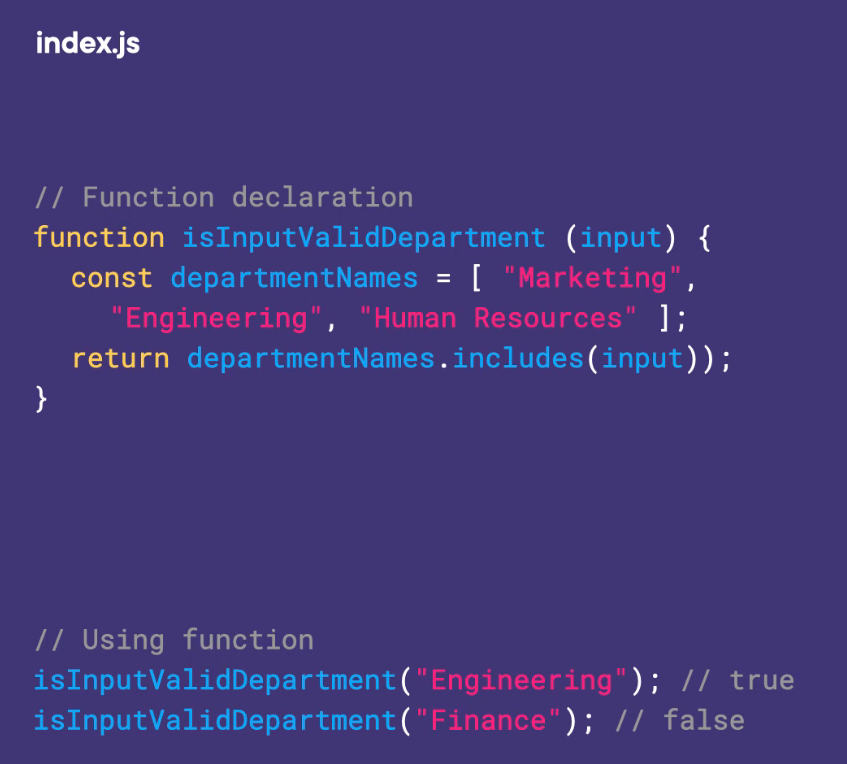 index.js
// Function declaration
function isInputValidDepartment (input) {
const departmentNames = [ "Marketing",
"Engineering", "Human Resources" ];
return departmentNames.includes(input));
}
// Using function
isInputValidDepartment("Engineering"); // true
isInputValidDepartment("Finance"); // false